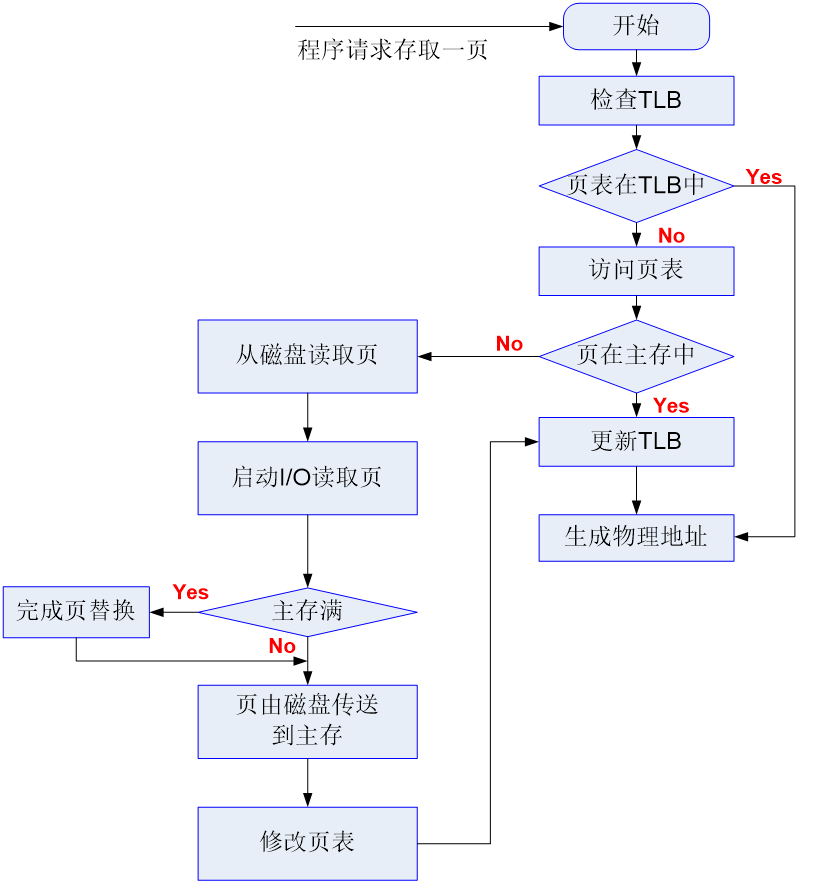 开始
程序请求存取一页
检查TLB
页表在TLB中
Yes
No
访问页表
从磁盘读取页
No
页在主存中
Yes
更新TLB
启动I/O读取页
生成物理地址
Yes
完成页替换
主存满
No
页由磁盘传送
到主存
修改页表